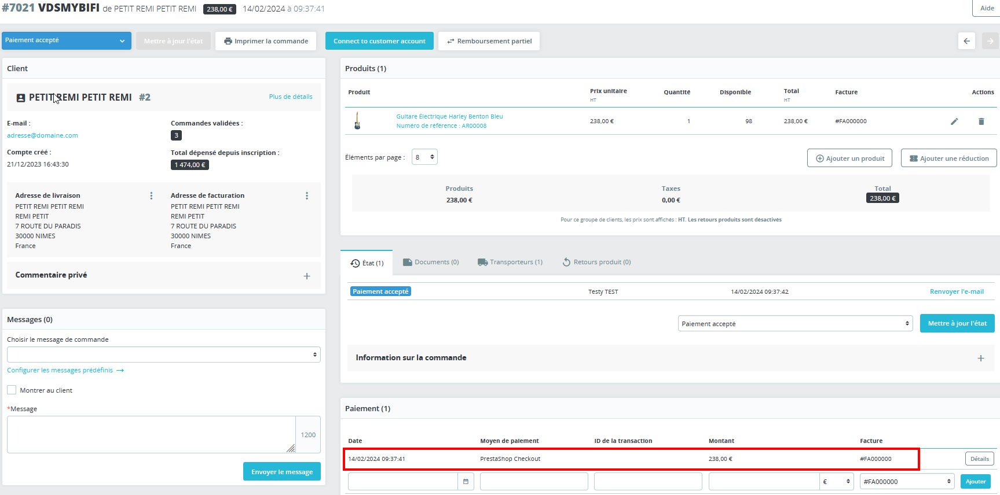 #7021 VDSMYBIFI de PETIT REMI PETIT REMI 238,00 € 14/02/2024 à 09:37:41
Aide
Paiement accepté
Mettre à jour l'état
Imprimer la commande
Connect to customer account
Remboursement partiel
Client
PETIT REMI PETIT REMI #2
Plus de détails
E-mail :
adresse@domaine.com
Commandes validées :
3
Compte créé :
21/12/2023 16:43:30
Total dépensé depuis inscription :
1 474,00 €
Adresse de livraison
PETIT REMI PETIT REMI
REMI PETIT
7 ROUTE DU PARADIS
30000 NIMES
France
Adresse de facturation
PETIT REMI PETIT REMI
REMI PETIT
7 ROUTE DU PARADIS
30000 NIMES
France
Commentaire privé
Messages (0)
Choisir le message de commande
Configurer les messages prédéfinis →
Montrer au client
*Message
1200
Envoyer le message
Produits (1)
Produit Prix unitaire Quantité Disponible Total Facture Actions
HT HT
Guitare Électrique Harley Benton Bleu
Numéro de référence : AR00008
238,00 € 1 98 238,00 € #FA000000
Éléments par page : 8
Ajouter un produit
Ajouter une réduction
Produits Taxes Total
238,00 € 0,00 € 238,00 €
Pour ce groupe de clients, les prix sont affichés : HT. Les retours produits sont désactivés
État (1)
Documents (0)
Transporteurs (1)
Retours produit (0)
Paiement accepté Testy TEST 14/02/2024 09:37:42 Renvoyer l'e-mail
Paiement accepté
Mettre à jour l'état
Information sur la commande
Paiement (1)
Date Moyen de paiement ID de la transaction Montant Facture
14/02/2024 09:37:41 PrestaShop Checkout 238,00 € #FA000000 Détails
€ #FA000000 Ajouter